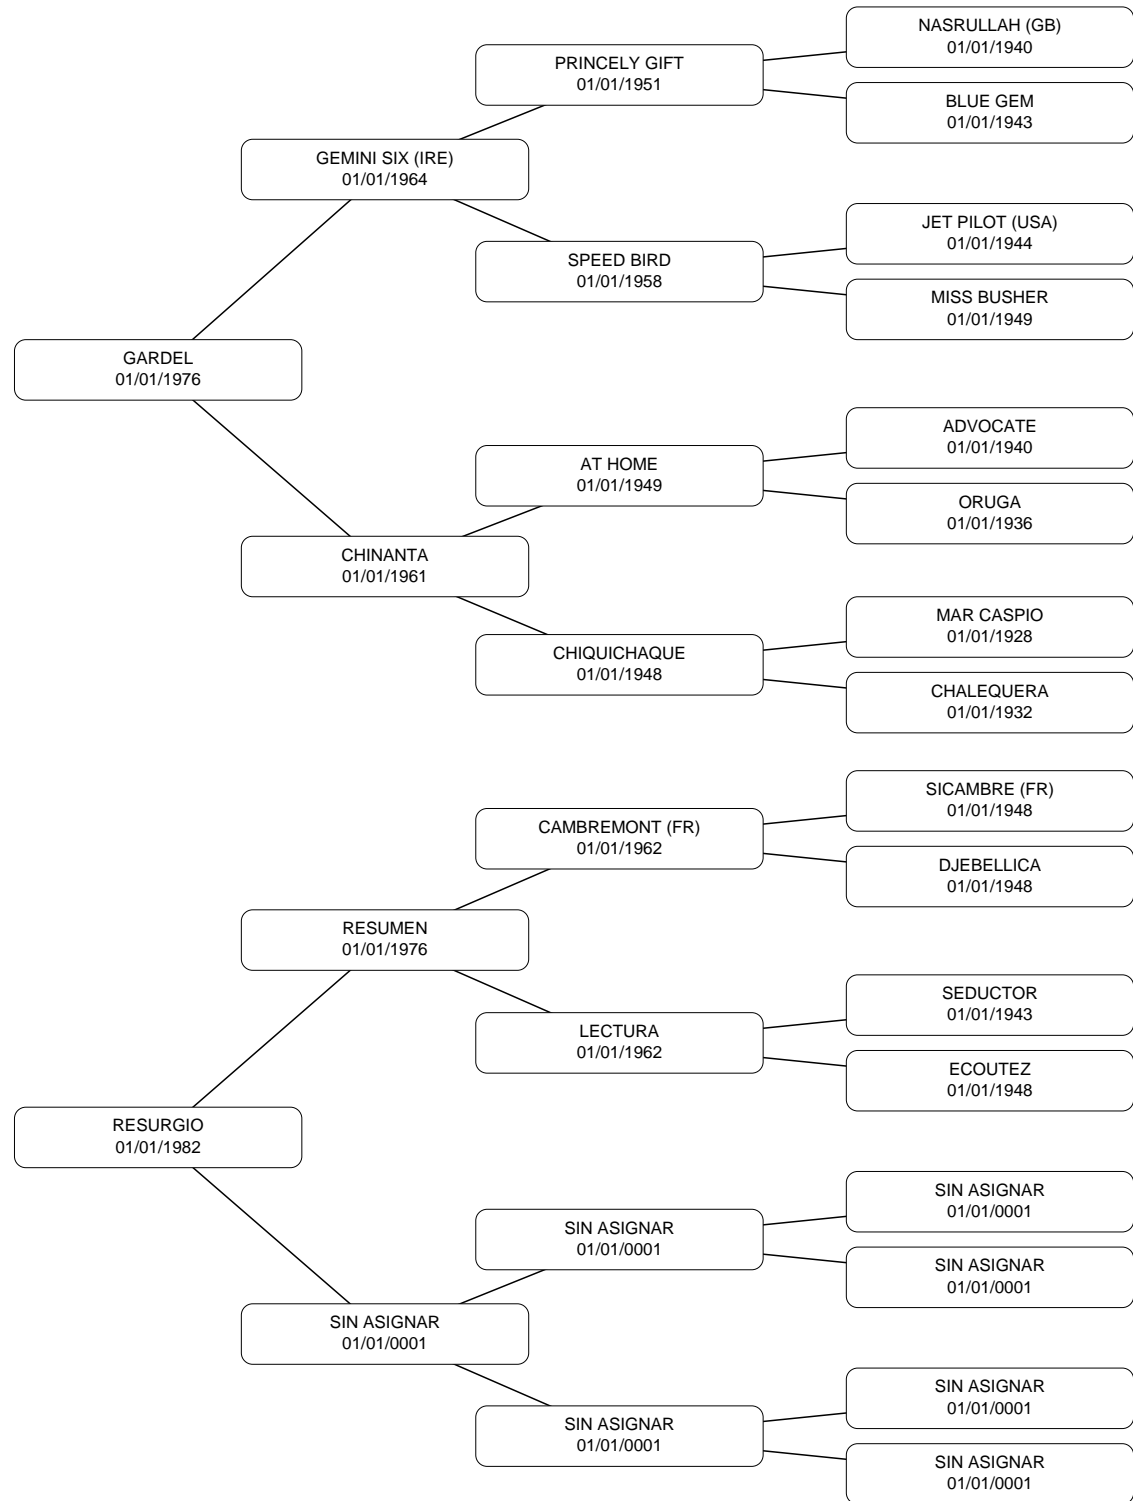 NASRULLAH (GB)
01/01/1940
PRINCELY GIFT
01/01/1951
BLUE GEM
01/01/1943
GEMINI SIX (IRE)
01/01/1964
JET PILOT (USA)
01/01/1944
SPEED BIRD
01/01/1958
MISS BUSHER
01/01/1949
GARDEL
01/01/1976
ADVOCATE
01/01/1940
AT HOME
01/01/1949
ORUGA
01/01/1936
CHINANTA
01/01/1961
MAR CASPIO
01/01/1928
CHIQUICHAQUE
01/01/1948
CHALEQUERA
01/01/1932
SICAMBRE (FR)
01/01/1948
CAMBREMONT (FR)
01/01/1962
DJEBELLICA
01/01/1948
RESUMEN
01/01/1976
SEDUCTOR
01/01/1943
LECTURA
01/01/1962
ECOUTEZ
01/01/1948
RESURGIO
01/01/1982
SIN ASIGNAR
01/01/0001
SIN ASIGNAR
01/01/0001
SIN ASIGNAR
01/01/0001
SIN ASIGNAR
01/01/0001
SIN ASIGNAR
01/01/0001
SIN ASIGNAR
01/01/0001
SIN ASIGNAR
01/01/0001